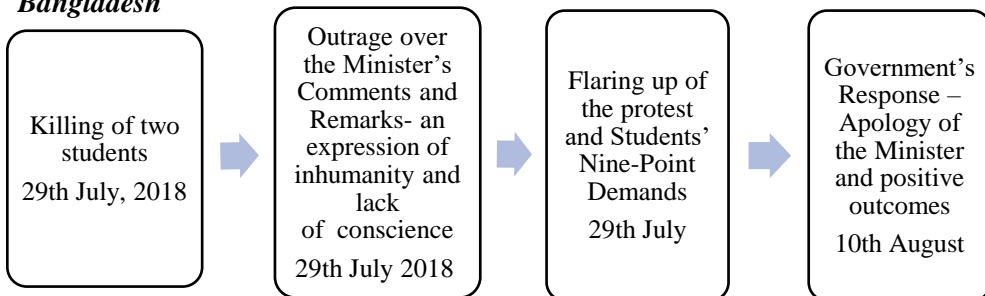 Bangladesh
Killing of two
students
29th July, 2018
Outrage over
the Minister’s
Comments and
Remarks- an
expression of
inhumanity and
lack
of conscience
29th July 2018
Flaring up of
the protest
and Students’
Nine-Point
Demands
29th July
Government’s
Response –
Apology of
the Minister
and positive
outcomes
10th August